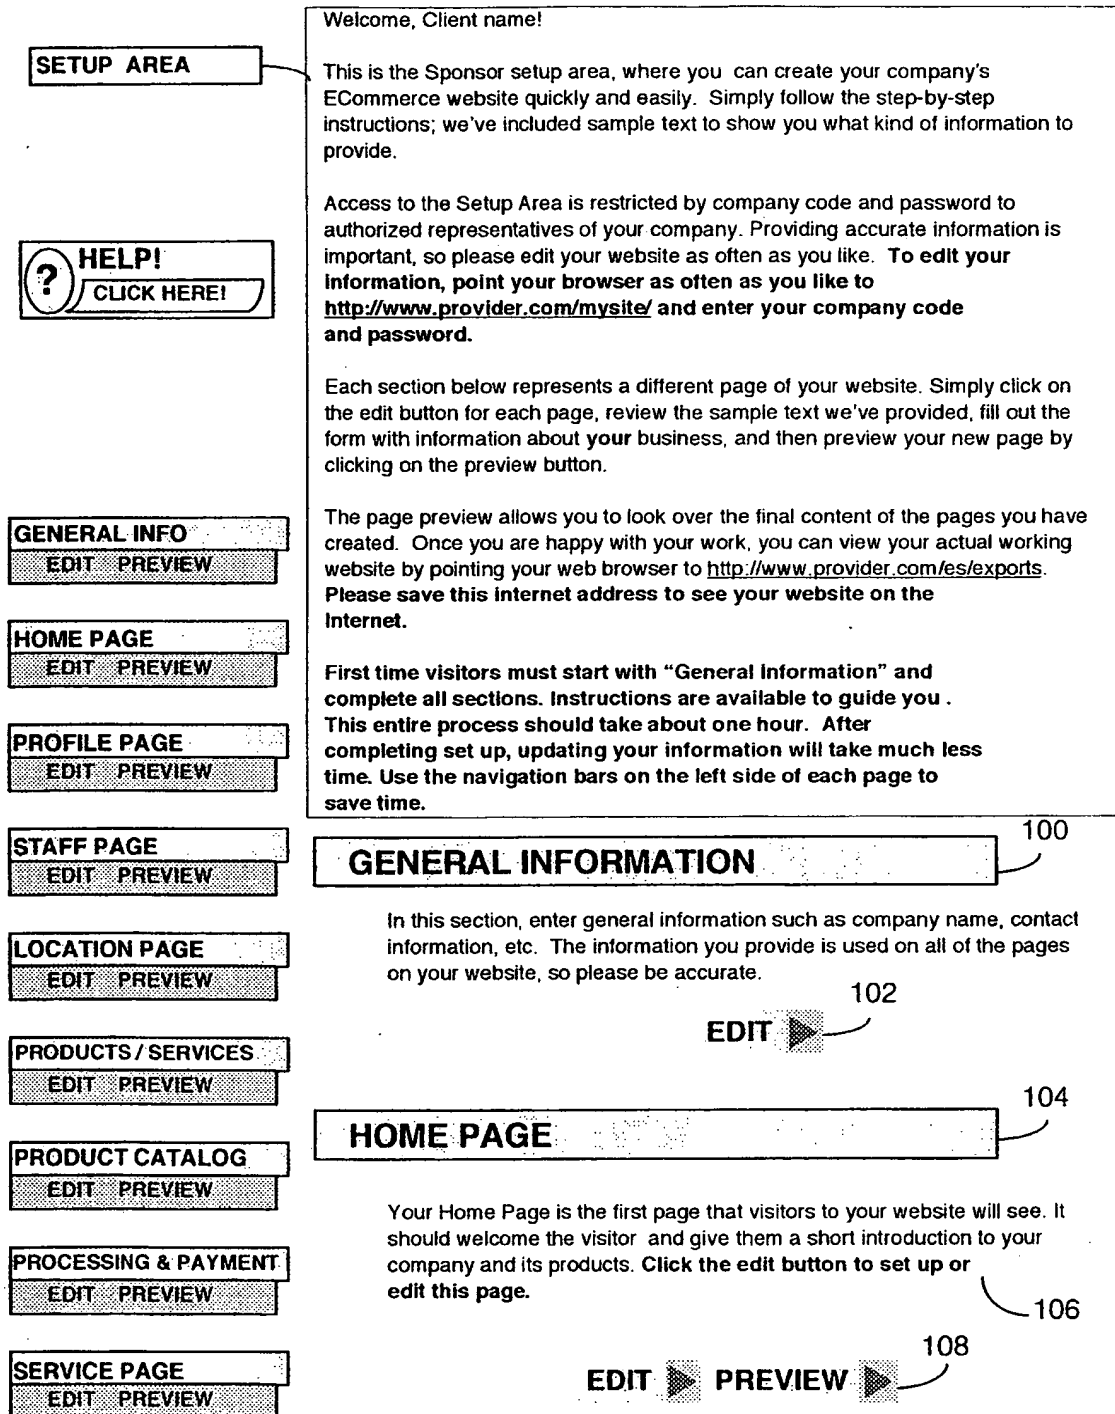 Welcome, Client name!
SETUP AREA
This is the Sponsor setup area, where you can create your company's
ECommerce website quickly and easily. Simply follow the step-by-step
instructions; we've included sample text to show you what kind of information to
provide.
Access to the Setup Area is restricted by company code and password to
authorized representatives of your company. Providing accurate information is
important, so please edit your website as often as you like. To edit your
information, point your browser as often as you like to
http://www.provider.com/mysite/ and enter your company code
and password.
HELP!
?
CLICK HERE!
Each section below represents a different page of your website. Simply click on
the edit button for each page, review the sample text we've provided, fill out the
form with information about your business, and then preview your new page by
clicking on the preview button.
The page preview allows you to look over the final content of the pages you have
created. Once you are happy with your work, you can view your actual working
website by pointing your web browser to http://www.provider.com/es/exports.
Please save this internet address to see your website on the
Internet.
First time visitors must start with "General Information" and
complete all sections. Instructions are available to guide you .
This entire process should take about one hour. After
completing set up, updating your information will take much less
time. Use the navigation bars on the left side of each page to
save time.
GENERAL INFO
EDIT PREVIEW
HOME PAGE
EDIT PREVIEW
PROFILE PAGE
EDIT PREVIEW
STAFF PAGE
EDIT PREVIEW
LOCATION PAGE
EDIT PREVIEW
PRODUCTS / SERVICES
EDIT PREVIEW
PRODUCT CATALOG
EDIT PREVIEW
PROCESSING & PAYMENT
EDIT PREVIEW
SERVICE PAGE
EDIT PREVIEW
100
GENERAL INFORMATION
In this section, enter general information such as company name, contact
information, etc. The information you provide is used on all of the pages
on your website, so please be accurate.
102
EDIT
104
HOME PAGE
Your Home Page is the first page that visitors to your website will see. It
should welcome the visitor and give them a short introduction to your
company and its products. Click the edit button to set up or
edit this page.
106
108
EDIT PREVIEW